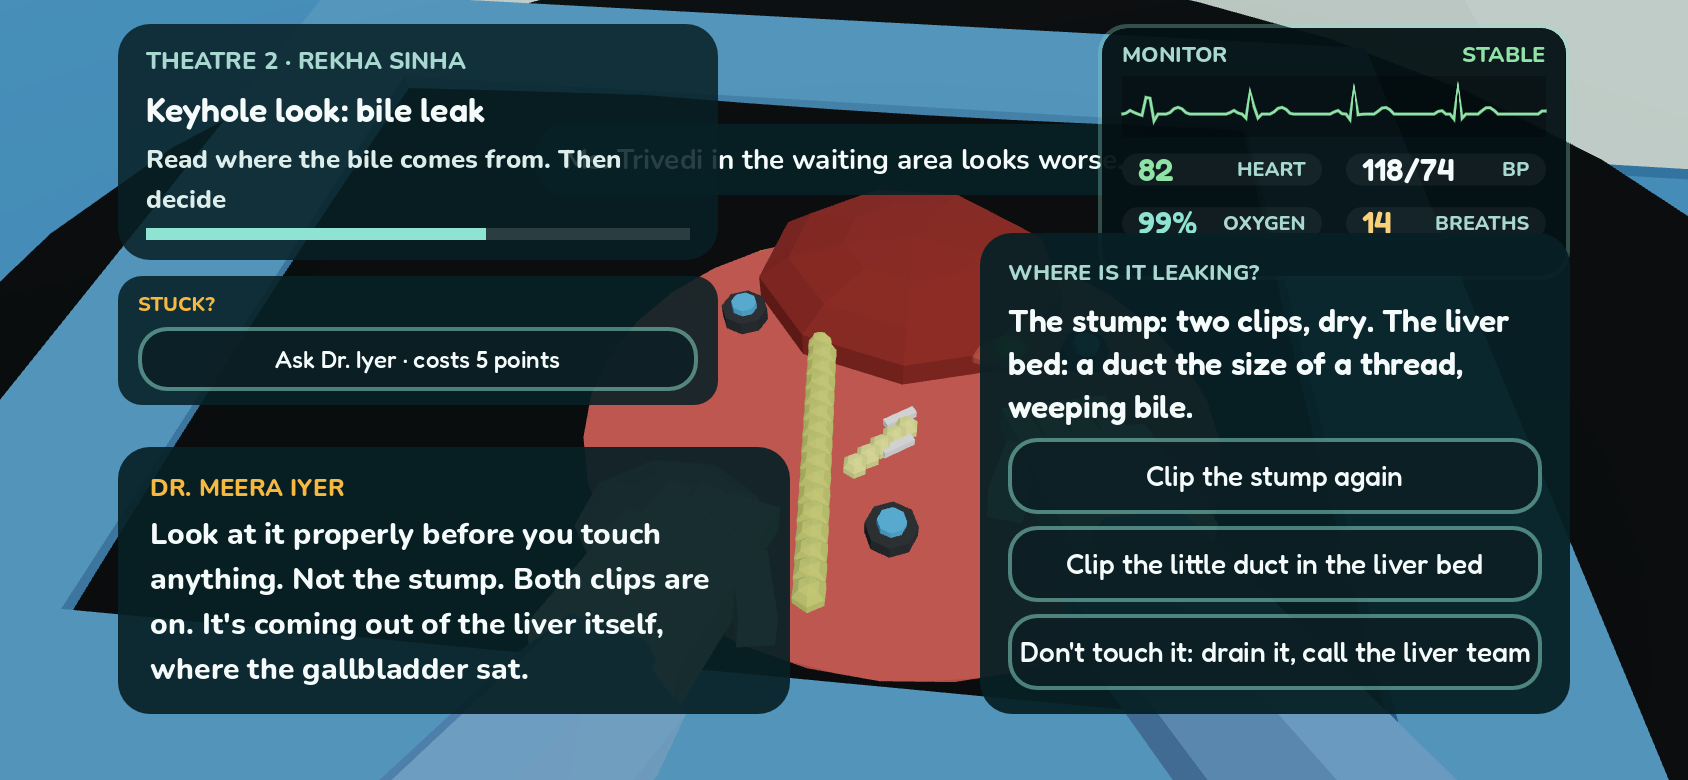 THEATRE 2 · REKHA SINHA
Keyhole look: bile leak
Read where the bile comes from. Then
decide
Trivedi in the waiting area looks worse.
MONITOR
STABLE
82 HEART
118/74 BP
99% OXYGEN
14 BREATHS
STUCK?
Ask Dr. Iyer · costs 5 points
DR. MEERA IYER
Look at it properly before you touch
anything. Not the stump. Both clips are
on. It's coming out of the liver itself,
where the gallbladder sat.
WHERE IS IT LEAKING?
The stump: two clips, dry. The liver
bed: a duct the size of a thread,
weeping bile.
Clip the stump again
Clip the little duct in the liver bed
Don't touch it: drain it, call the liver team